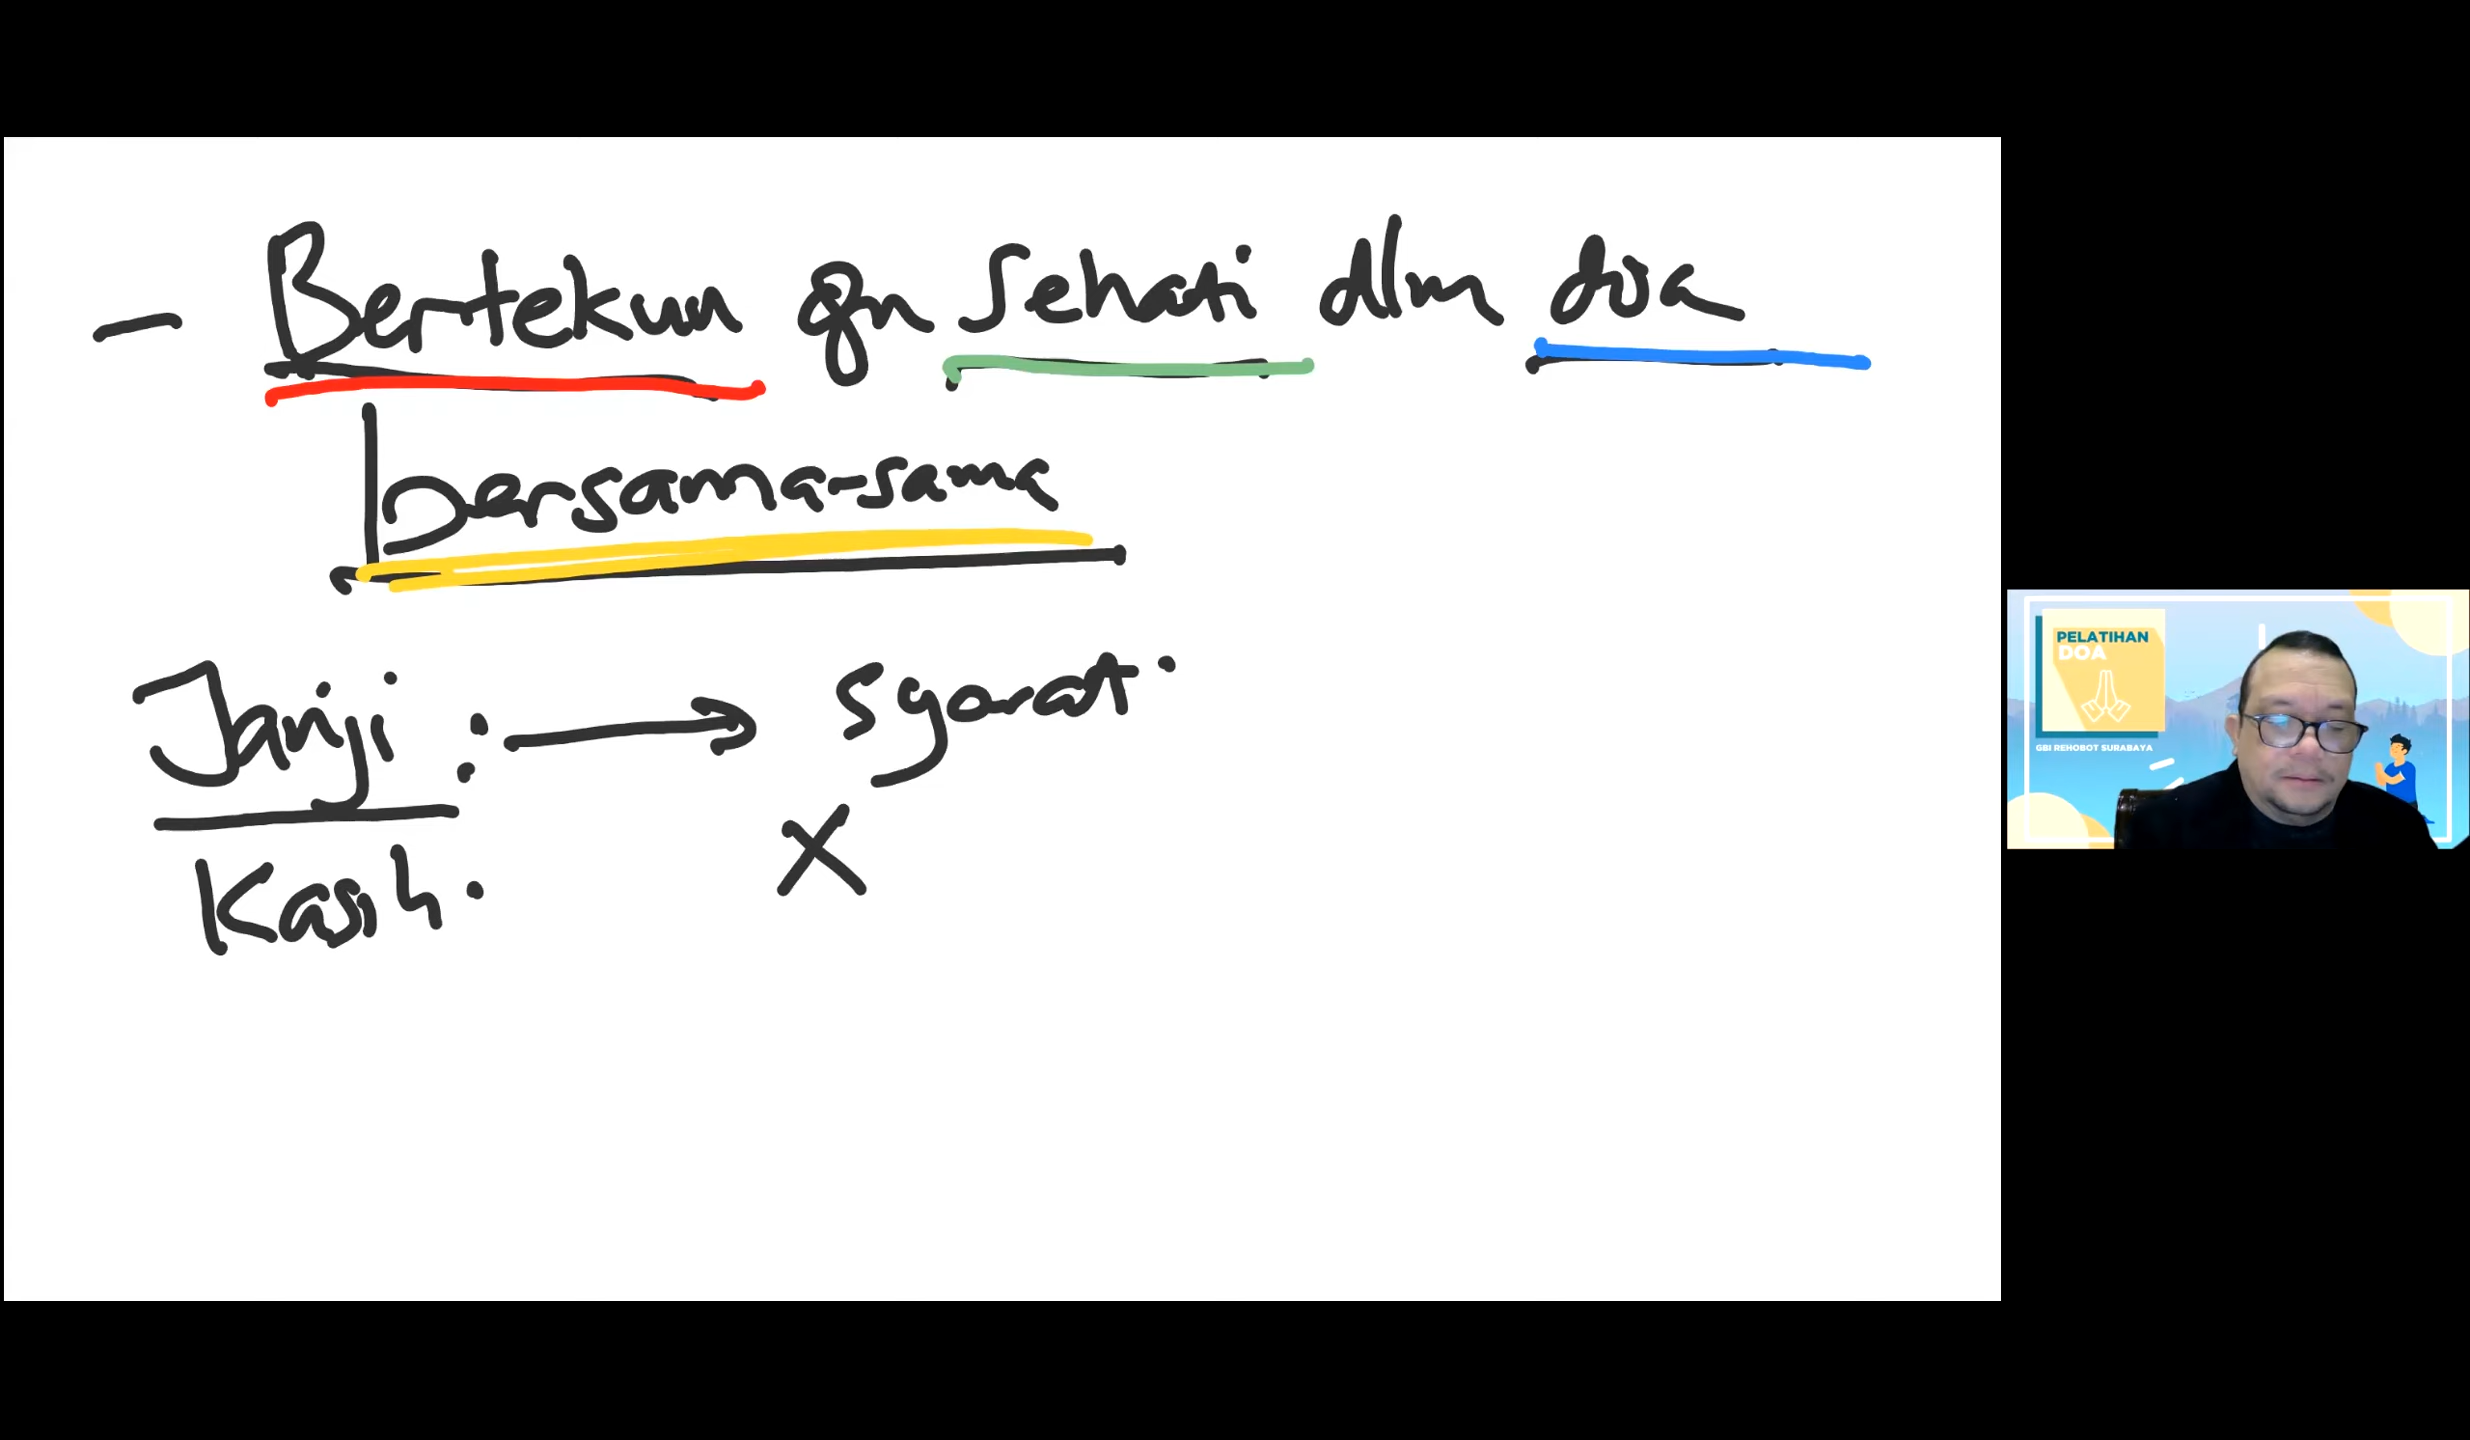 - Bertekun dgn Sehati dlm doa
bersama-sama
Janji : → Syarat.
Kasih. X
PELATIHAN
DOA
GBI REHOBOT SURABAYA